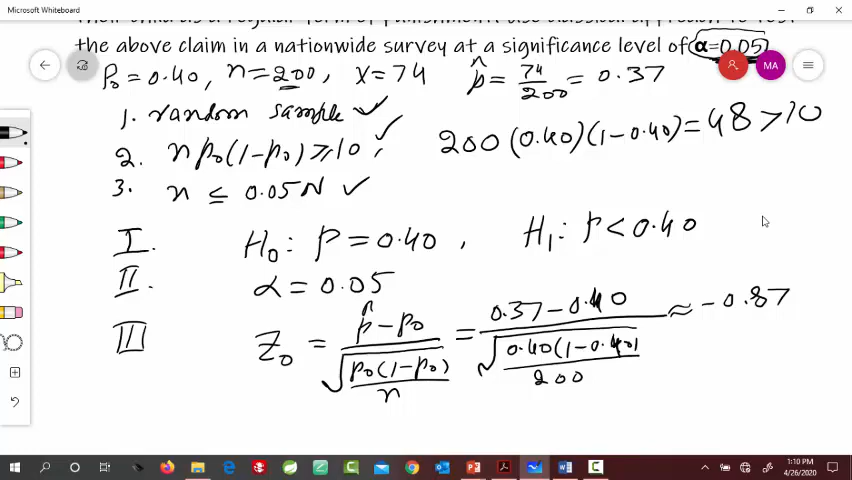 Microsoft Whiteboard
the above claim in a nationwide survey at a significance level of α=0.05
P₀ = 0.40, n = 200, x = 74 p̂ = 74/200 = 0.37
1. random sample ✓
2. n p₀(1-p₀) ≥ 10, ✓ 200(0.40)(1-0.40) = 48 > 10
3. n ≤ 0.05N ✓
I. H₀: P = 0.40, H₁: P < 0.40
II. α = 0.05
III Z₀ = (p̂ - p₀)/√(p₀(1-p₀)/n) = (0.37 - 0.40)/√(0.40(1-0.40)/200) ≈ -0.87
MA
1:10 PM
4/26/2020